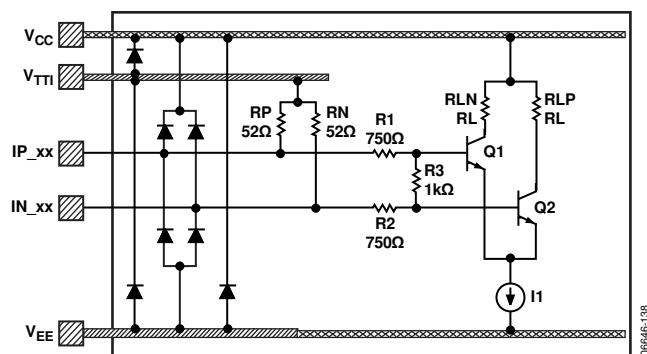 VCC
VTTI
RP
52Ω
RN
52Ω
R1
750Ω
RLN
RL
RLP
RL
IP_xx
Q1
R3
1kΩ
IN_xx
R2
750Ω
Q2
I1
VEE
06646-138